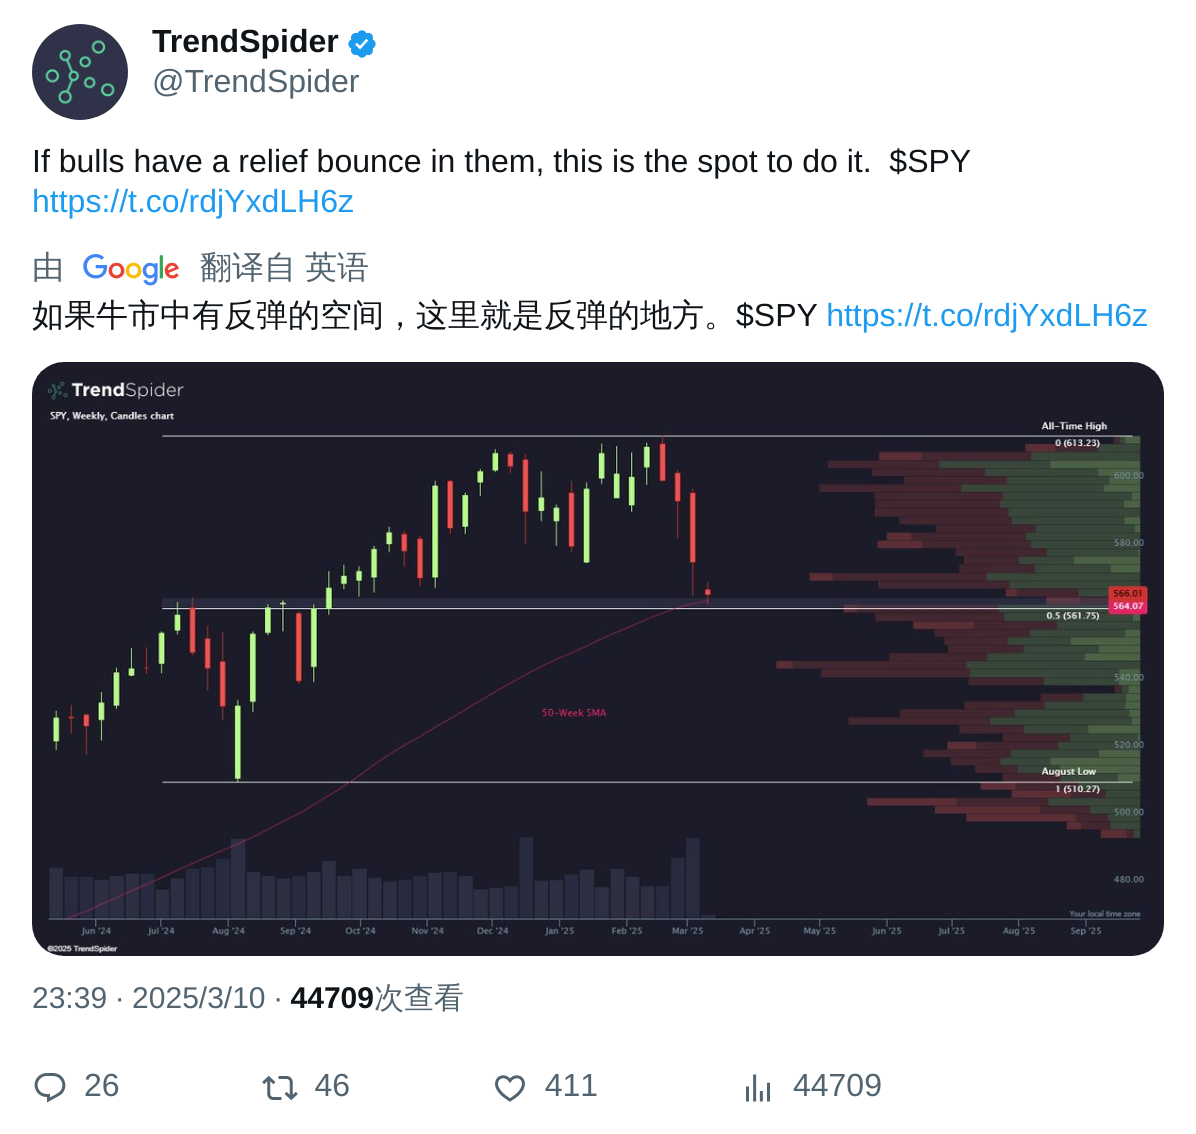 TrendSpider
@TrendSpider
If bulls have a relief bounce in them, this is the spot to do it.  $SPY
https://t.co/rdjYxdLH6z
由 Google 翻译自 英语
如果牛市中有反弹的空间，这里就是反弹的地方。$SPY https://t.co/rdjYxdLH6z
TrendSpider
SPY, Weekly, Candles chart
All-Time High
0 (613.23)
600.00
580.00
566.01
564.07
0.5 (561.75)
540.00
50-Week SMA
520.00
August Low
1 (510.27)
500.00
480.00
Your local time zone
Jun '24 Jul '24 Aug '24 Sep '24 Oct '24 Nov '24 Dec '24 Jan '25 Feb '25 Mar '25 Apr '25 May '25 Jun '25 Jul '25 Aug '25 Sep '25
©2025 TrendSpider
23:39 · 2025/3/10 · 44709次查看
26 46 411 44709